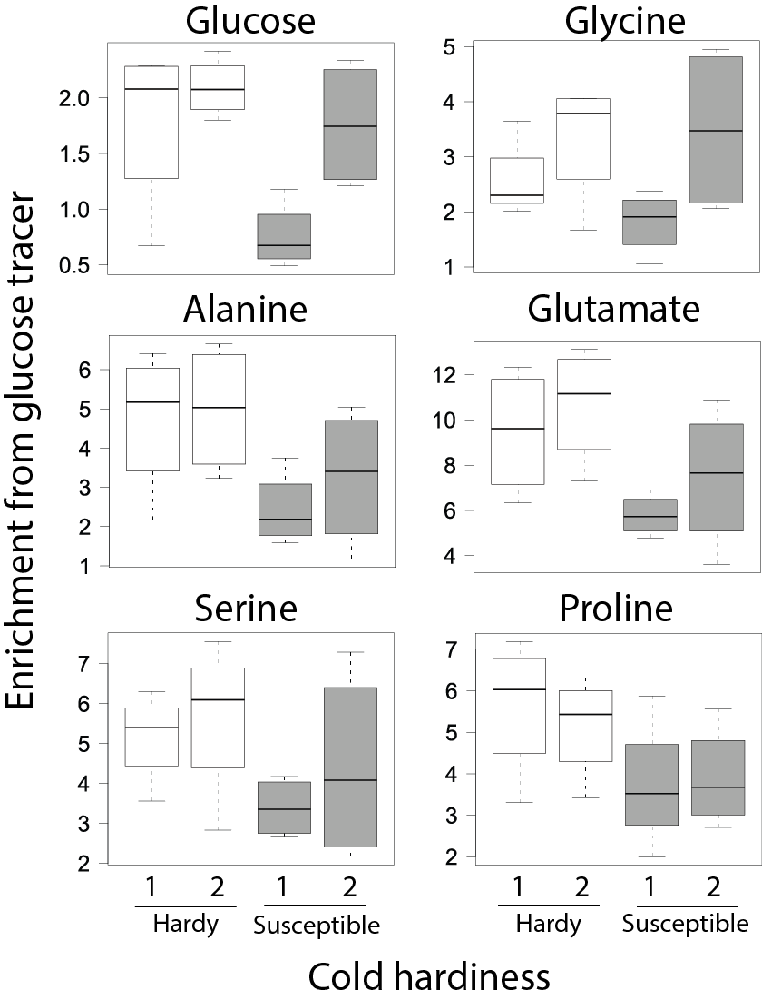 Glucose
Glycine
2.0
1.5
1.0
0.5
5
4
3
2
1
Enrichment from glucose tracer
Alanine
Glutamate
6
5
4
3
2
1
12
10
8
6
4
Serine
Proline
7
6
5
4
3
2
7
6
5
4
3
2
1 2 1 2
Hardy Susceptible
1 2 1 2
Hardy Susceptible
Cold hardiness